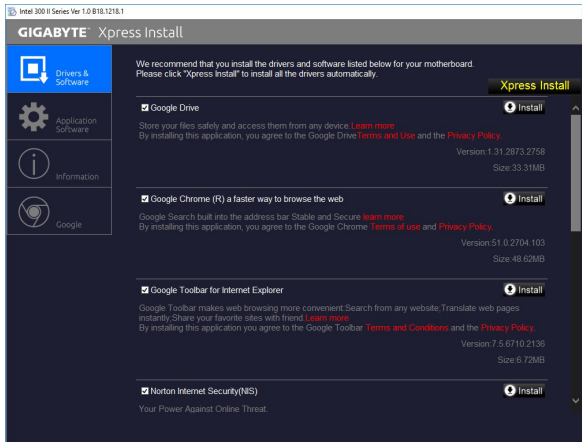 Intel 300 II Series Ver 1.0 B18.1218.1
GIGABYTE™ Xpress Install
Drivers &
Software
Application
Software
Information
Google
We recommend that you install the drivers and software listed below for your motherboard.
Please click "Xpress Install" to install all the drivers automatically.
Xpress Install
Google Drive
Install
Store your files safely and access them from any device.Learn more
By installing this application, you agree to the Google DriveTerms and Use and the Privacy Policy.
Version:1.31.2873.2758
Size:33.31MB
Google Chrome (R) a faster way to browse the web
Install
Google Search built into the address bar Stable and Secure learn more
By installing this application, you agree to the Google Chrome Terms of use and Privacy Policy.
Version:51.0.2704.103
Size:48.62MB
Google Toolbar for Internet Explorer
Install
Google Toolbar makes web browsing more convenient:Search from any website;Translate web pages
instantly;Share your favorite sites with friend.Learn more
By installing this application you agree to the Google Toolbar Terms and Conditions and the Privacy Policy.
Version:7.5.6710.2136
Size:6.72MB
Norton Internet Security(NIS)
Install
Your Power Against Online Threat.